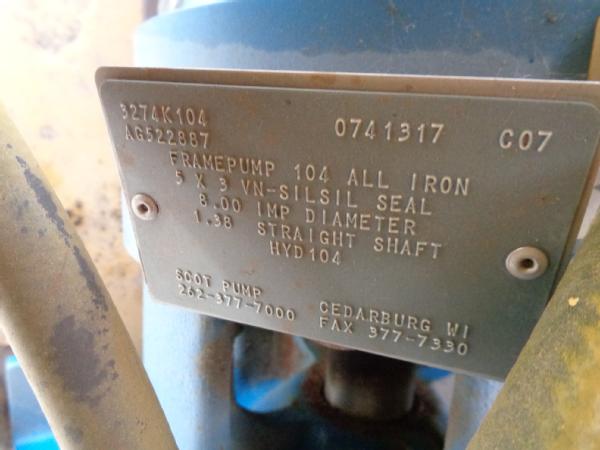 3274K104 0741317 C07
AG522887
FRAMEPUMP 104 ALL IRON
5 X 3 VN-SILSIL SEAL
8.00 IMP DIAMETER
1.38 STRAIGHT SHAFT
HYD104
SCOT PUMP CEDARBURG WI
262-377-7000 FAX 377-7330